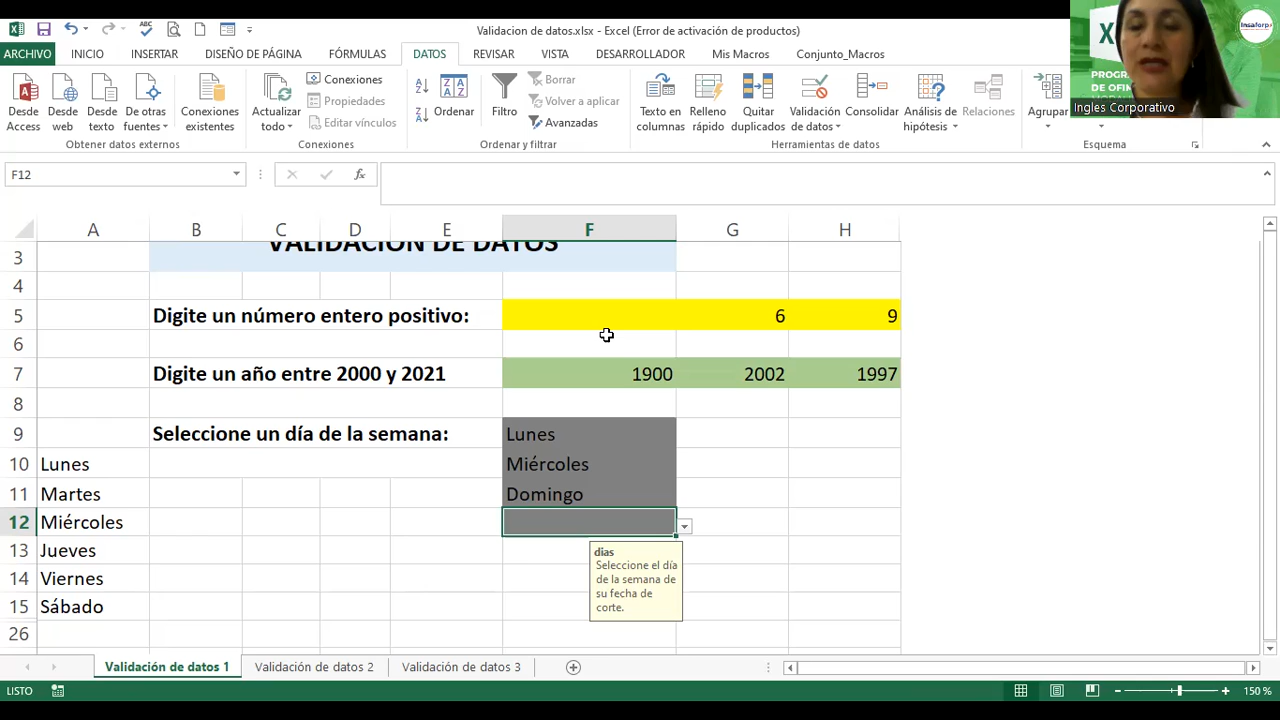 Validacion de datos.xlsx - Excel (Error de activación de productos)
ARCHIVO INICIO INSERTAR DISEÑO DE PÁGINA FÓRMULAS DATOS REVISAR VISTA DESARROLLADOR Mis Macros Conjunto_Macros
Desde Access
Desde web
Desde texto
De otras fuentes
Conexiones existentes
Actualizar todo
Conexiones
Propiedades
Editar vínculos
Ordenar
Filtro
Borrar
Volver a aplicar
Avanzadas
Texto en columnas
Relleno rápido
Quitar duplicados
Validación de datos
Consolidar
Análisis de hipótesis
Relaciones
Agrupar
Obtener datos externos Conexiones Ordenar y filtrar Herramientas de datos Esquema
Insaforp
Ingles Corporativo
F12
fx
A B C D E F G H
3 VALIDACIÓN DE DATOS
4
5 Digite un número entero positivo: 6 9
6
7 Digite un año entre 2000 y 2021 1900 2002 1997
8
9 Seleccione un día de la semana: Lunes
10 Lunes Miércoles
11 Martes Domingo
12 Miércoles
13 Jueves
14 Viernes
15 Sábado
26
dias
Seleccione el día
de la semana de
su fecha de
corte.
Validación de datos 1 Validación de datos 2 Validación de datos 3
LISTO 150 %